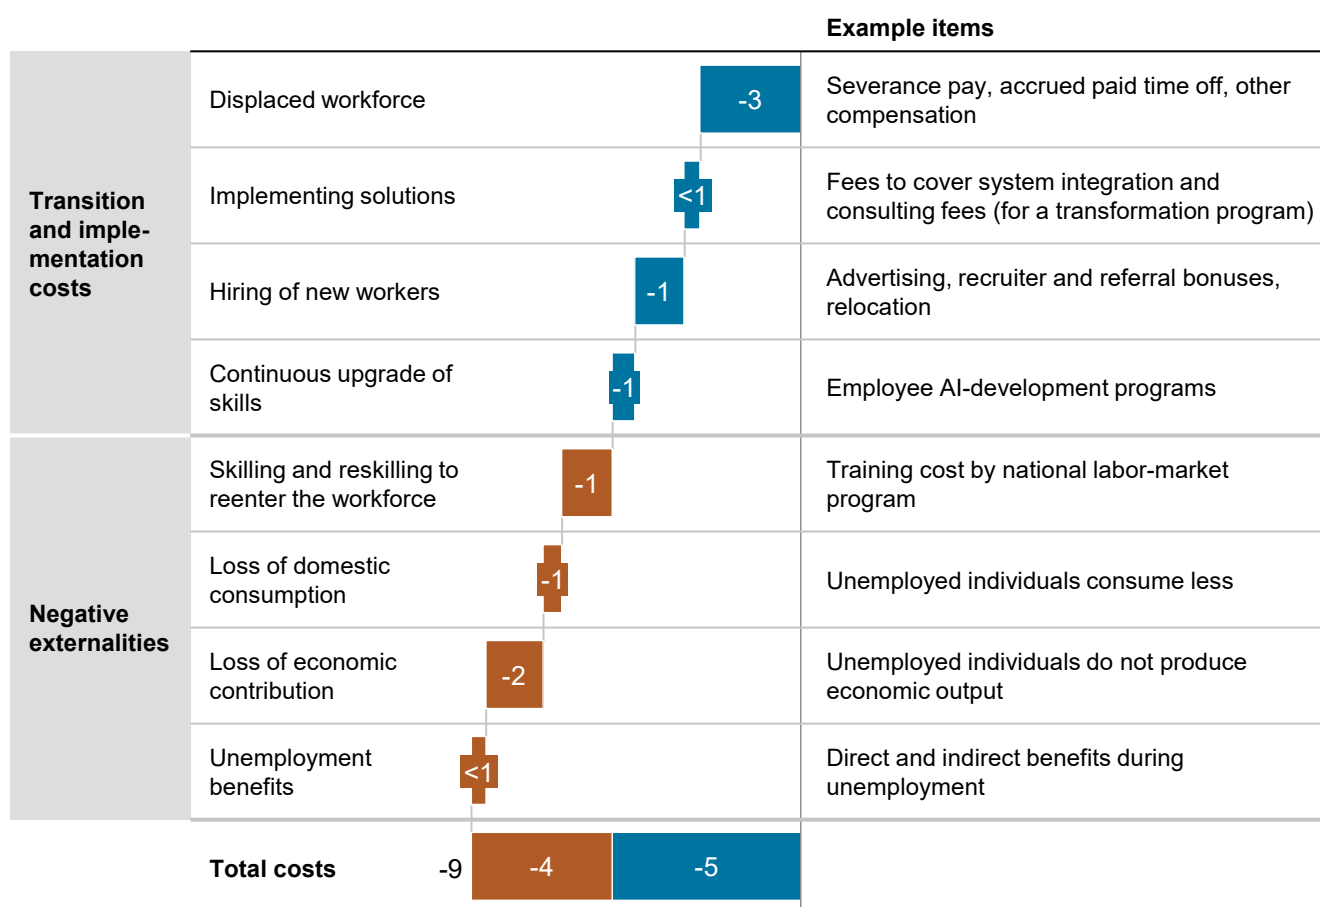 Example items
Transition
and imple-
mentation
costs
Displaced workforce
-3
Severance pay, accrued paid time off, other
compensation
Implementing solutions
<1
Fees to cover system integration and
consulting fees (for a transformation program)
Hiring of new workers
-1
Advertising, recruiter and referral bonuses,
relocation
Continuous upgrade of
skills
-1
Employee AI-development programs
Negative
externalities
Skilling and reskilling to
reenter the workforce
-1
Training cost by national labor-market
program
Loss of domestic
consumption
-1
Unemployed individuals consume less
Loss of economic
contribution
-2
Unemployed individuals do not produce
economic output
Unemployment
benefits
<1
Direct and indirect benefits during
unemployment
Total costs
-9
-4
-5